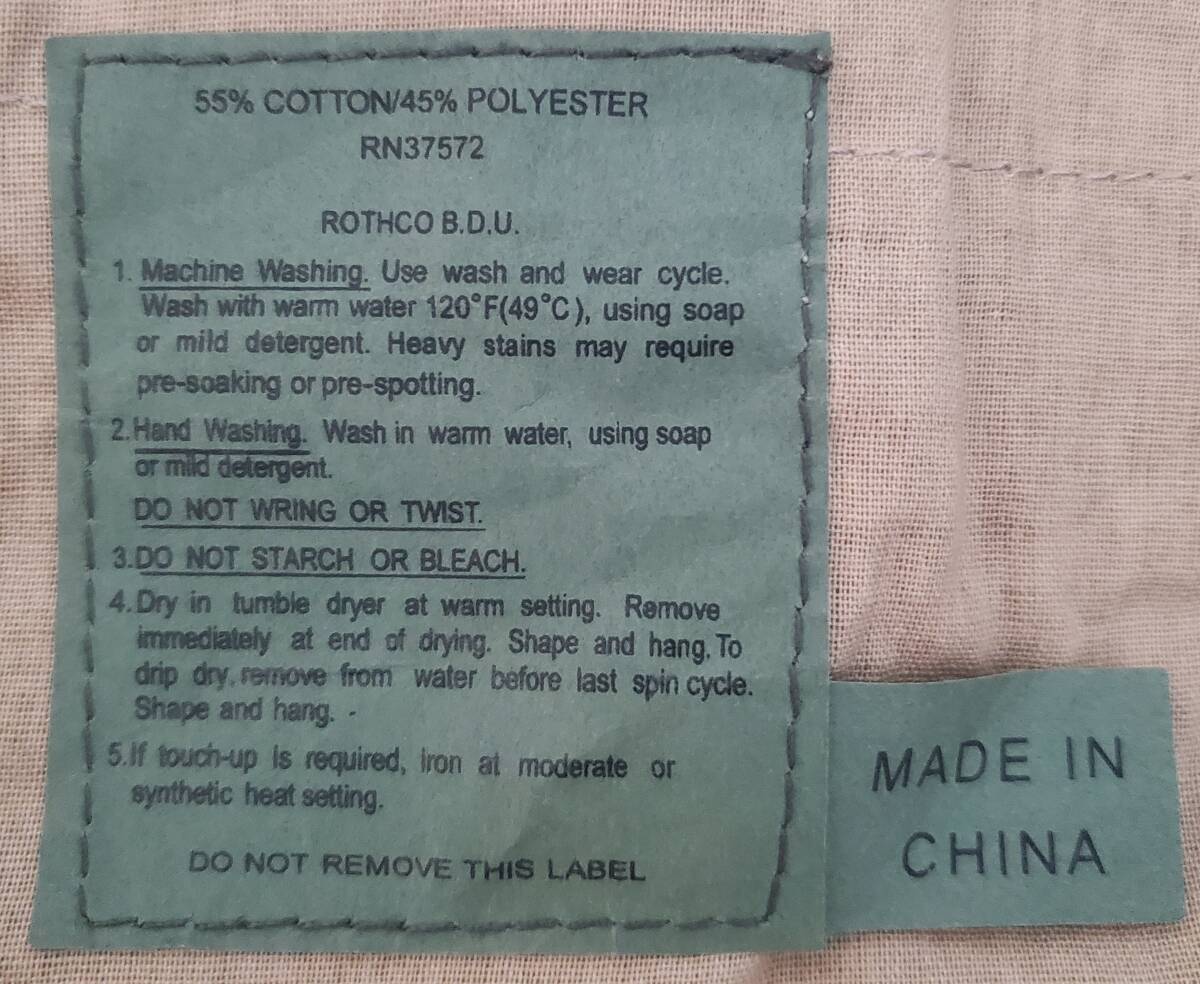 55% COTTON/45% POLYESTER
RN37572
ROTHCO B.D.U.
1. Machine Washing. Use wash and wear cycle.
Wash with warm water 120°F(49°C), using soap
or mild detergent. Heavy stains may require
pre-soaking or pre-spotting.
2. Hand Washing. Wash in warm water, using soap
or mild detergent.
DO NOT WRING OR TWIST.
3. DO NOT STARCH OR BLEACH.
4. Dry in tumble dryer at warm setting. Remove
immediately at end of drying. Shape and hang. To
drip dry. remove from water before last spin cycle.
Shape and hang. -
5. If touch-up is required, iron at moderate or
synthetic heat setting.
DO NOT REMOVE THIS LABEL
MADE IN
CHINA